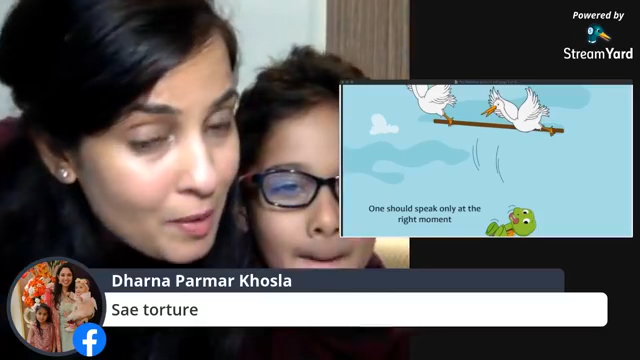 Powered by
StreamYard
One should speak only at the
right moment
Dharna Parmar Khosla
Sae torture